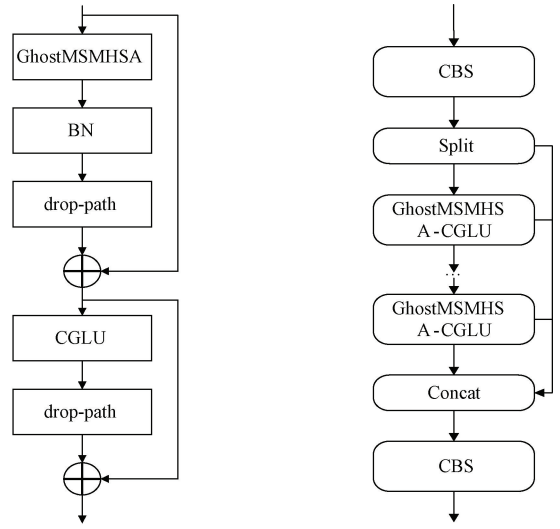 GhostMSMHSA
BN
drop-path
CGLU
drop-path
CBS
Split
GhostMSMHS
A-CGLU
...
GhostMSMHS
A-CGLU
Concat
CBS